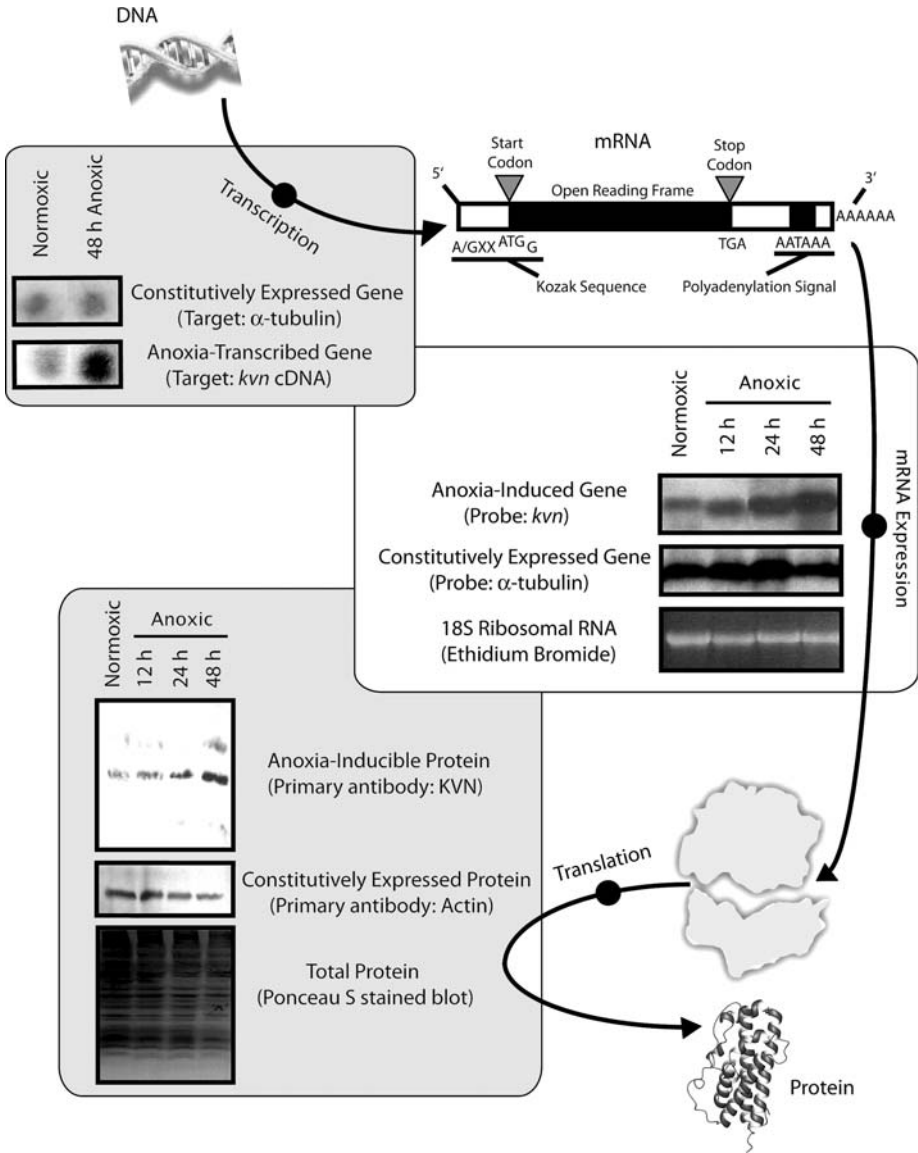 DNA
mRNA
5′
Start
Codon
Stop
Codon
3′
Open Reading Frame
AAAAAA
A/GXX ATG G
TGA
AATAAA
Kozak Sequence
Polyadenylation Signal
Transcription
Normoxic
48 h Anoxic
Constitutively Expressed Gene
(Target: α-tubulin)
Anoxia-Transcribed Gene
(Target: kvn cDNA)
mRNA Expression
Normoxic
Anoxic
12 h
24 h
48 h
Anoxia-Induced Gene
(Probe: kvn)
Constitutively Expressed Gene
(Probe: α-tubulin)
18S Ribosomal RNA
(Ethidium Bromide)
Normoxic
Anoxic
12 h
24 h
48 h
Anoxia-Inducible Protein
(Primary antibody: KVN)
Constitutively Expressed Protein
(Primary antibody: Actin)
Total Protein
(Ponceau S stained blot)
Translation
Protein